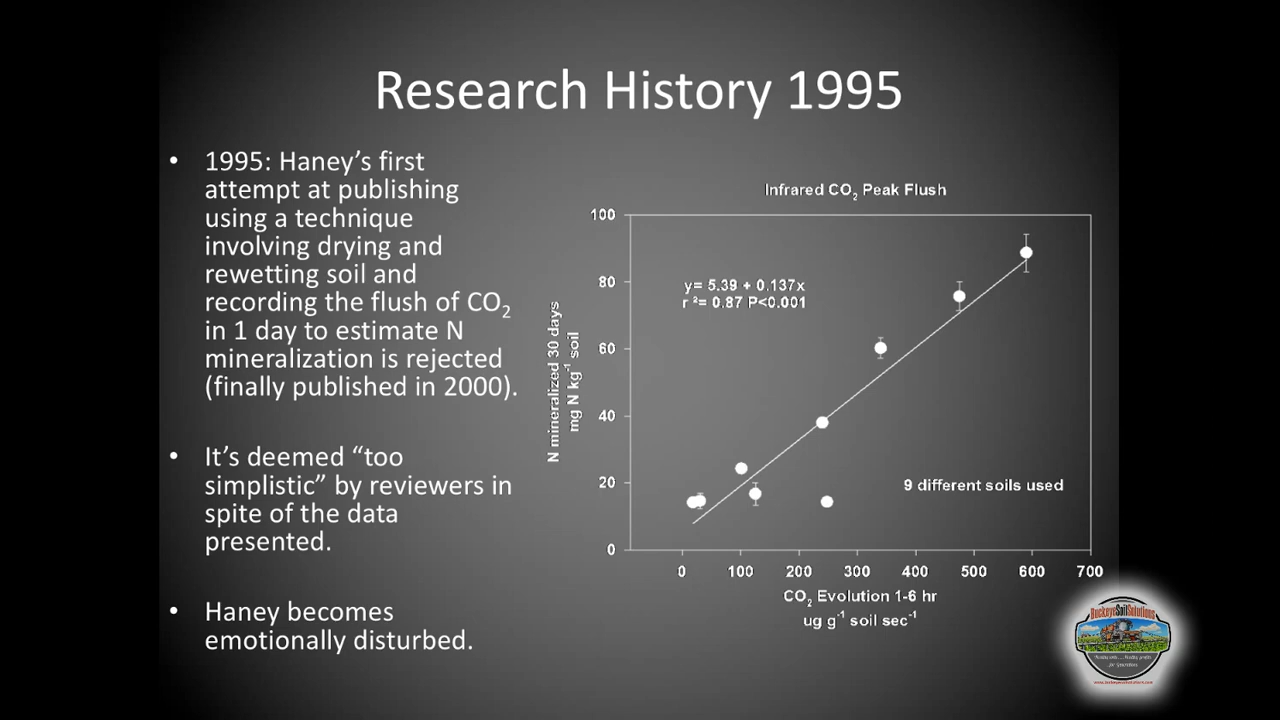 Research History 1995
• 1995: Haney’s first
attempt at publishing
using a technique
involving drying and
rewetting soil and
recording the flush of CO₂
in 1 day to estimate N
mineralization is rejected
(finally published in 2000).
• It’s deemed “too
simplistic” by reviewers in
spite of the data
presented.
• Haney becomes
emotionally disturbed.
Infrared CO₂ Peak Flush
y= 5.39 + 0.137x
r ²= 0.87 P<0.001
9 different soils used
N mineralized 30 days
mg N kg⁻¹ soil
100
80
60
40
20
0
0 100 200 300 400 500 600 700
CO₂ Evolution 1-6 hr
ug g⁻¹ soil sec⁻¹
BuckeyeSoilSolutions
for Generations